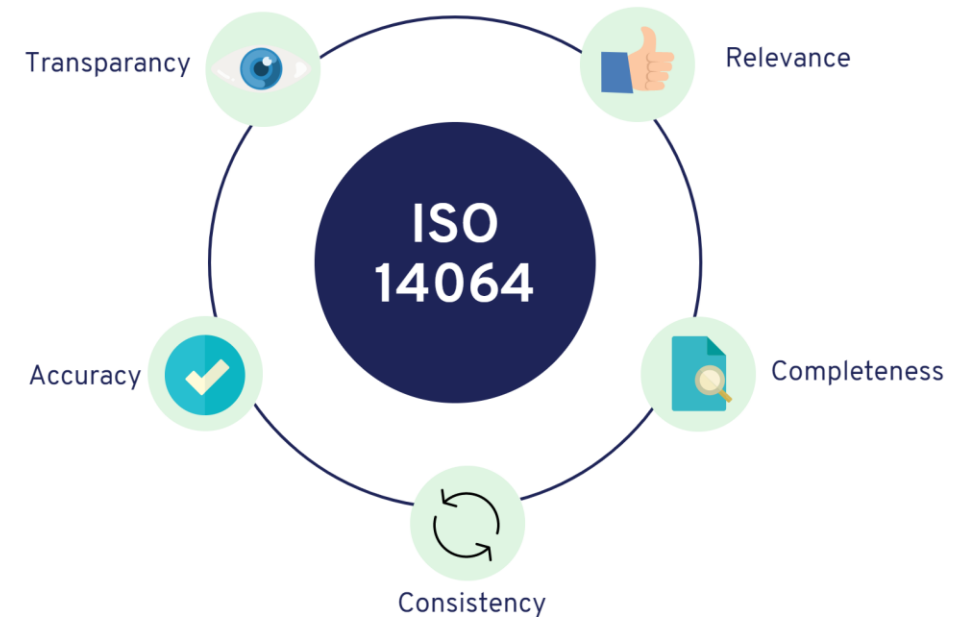 Transparancy
Relevance
ISO
14064
Accuracy
Completeness
Consistency